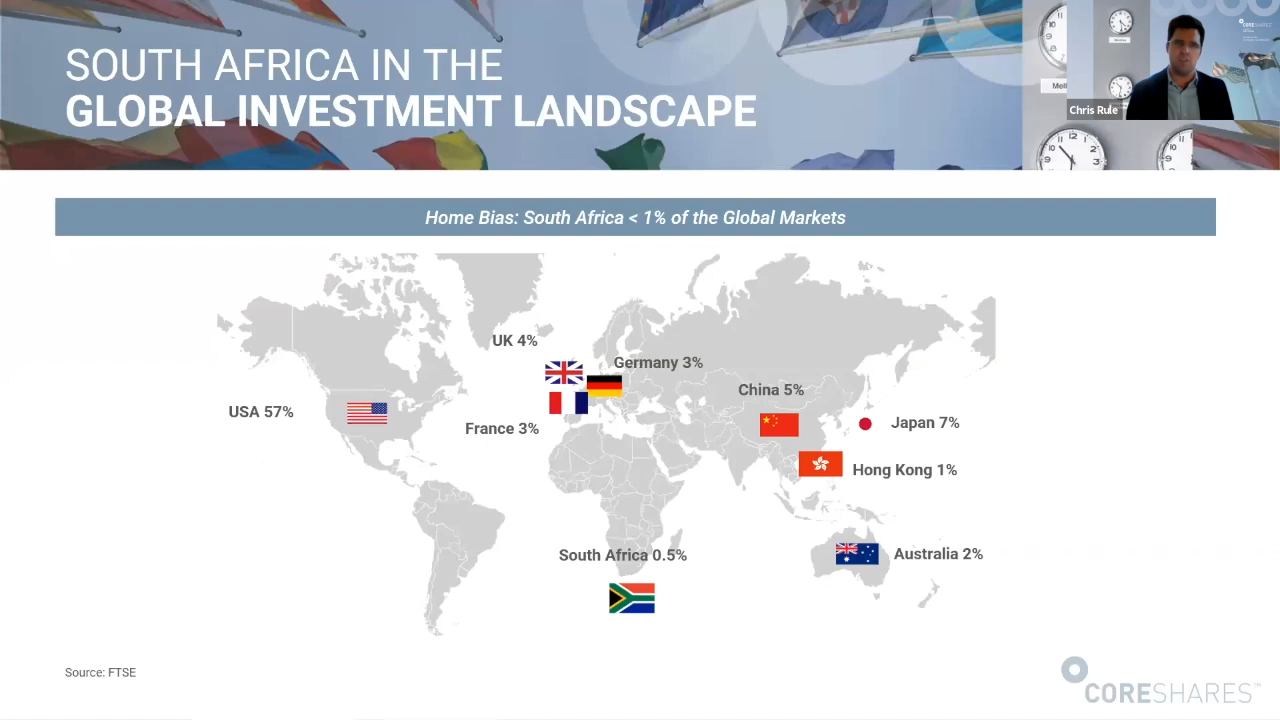 SOUTH AFRICA IN THE
GLOBAL INVESTMENT LANDSCAPE
Chris Rule
Home Bias: South Africa < 1% of the Global Markets
UK 4%
Germany 3%
China 5%
USA 57%
France 3%
Japan 7%
Hong Kong 1%
South Africa 0.5%
Australia 2%
Source: FTSE
CORESHARES™